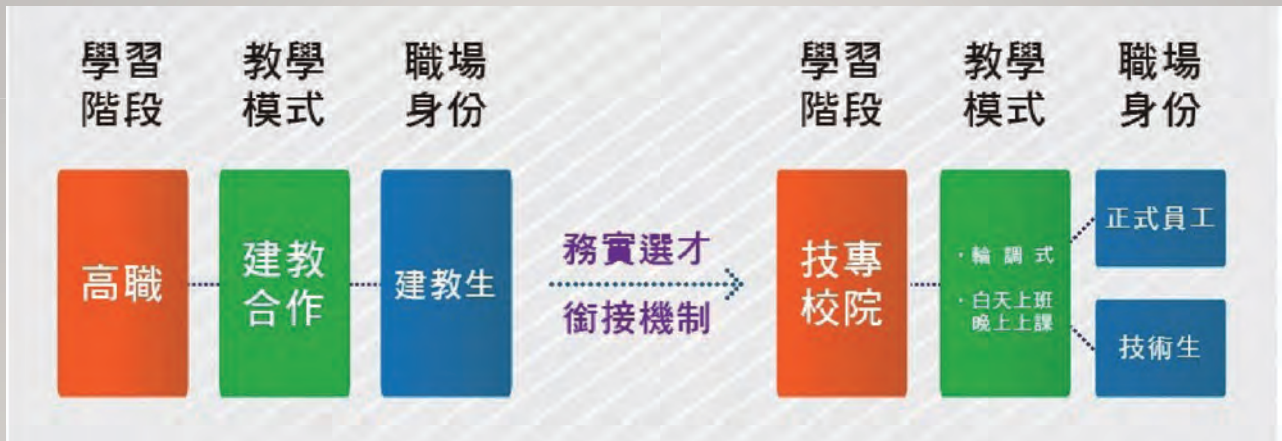 學習
階段
教學
模式
職場
身份
高職
建教
合作
建教生
務實選才
銜接機制
學習
階段
教學
模式
職場
身份
技專
校院
・輪調式
・白天上班
晚上上課
正式員工
技術生